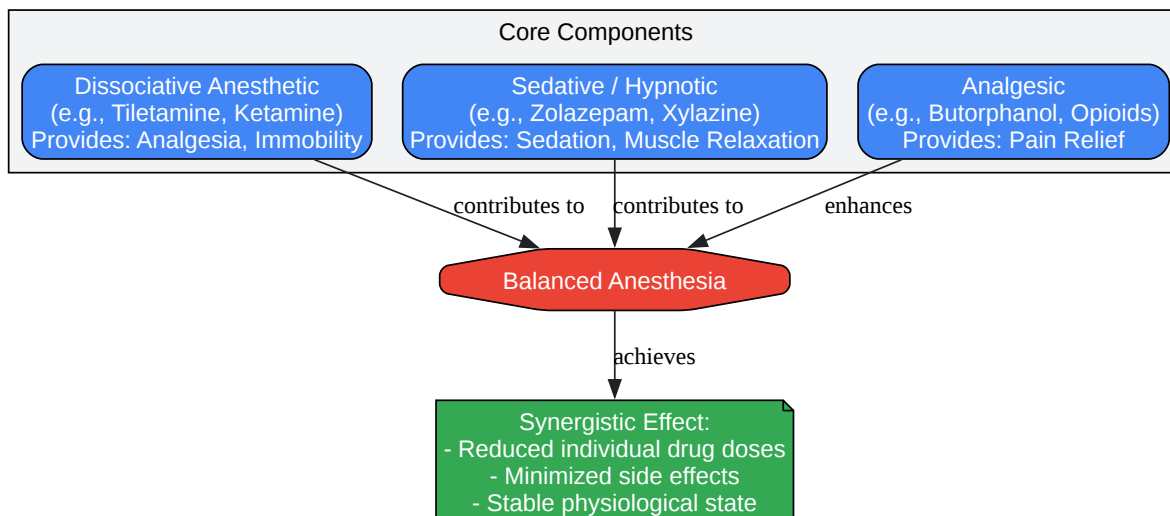 Core Components
Dissociative Anesthetic
(e.g., Tiletamine, Ketamine)
Provides: Analgesia, Immobility
Sedative / Hypnotic
(e.g., Zolazepam, Xylazine)
Provides: Sedation, Muscle Relaxation
Analgesic
(e.g., Butorphanol, Opioids)
Provides: Pain Relief
contributes to
contributes to
enhances
Balanced Anesthesia
achieves
Synergistic Effect:
- Reduced individual drug doses
- Minimized side effects
- Stable physiological state